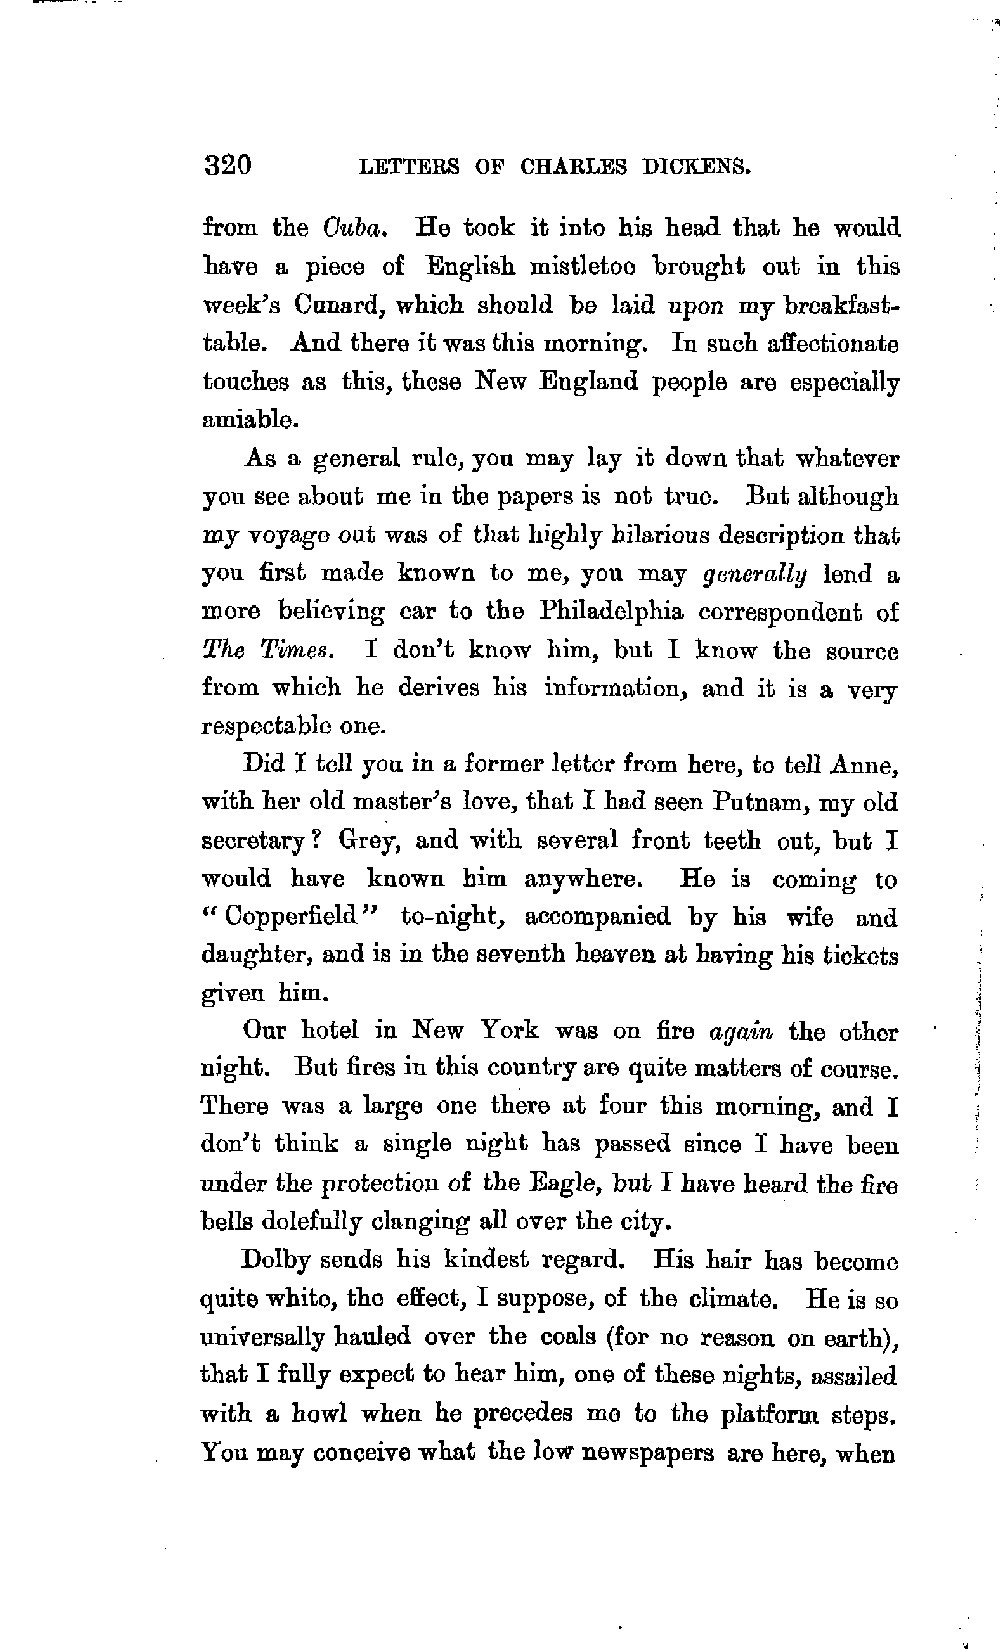 320 LETTERS OF CHARLES DICKENS.
from the Cuba. He took it into his head that he would
have a piece of English mistletoe brought out in this
week's Cunard, which should be laid upon my breakfast-
table. And there it was this morning. In such affectionate
touches as this, these New England people are especially
amiable.
As a general rule, you may lay it down that whatever
you see about me in the papers is not true. But although
my voyage out was of that highly hilarious description that
you first made known to me, you may generally lend a
more believing ear to the Philadelphia correspondent of
The Times. I don't know him, but I know the source
from which he derives his information, and it is a very
respectable one.
Did I tell you in a former letter from here, to tell Anne,
with her old master's love, that I had seen Putnam, my old
secretary? Grey, and with several front teeth out, but I
would have known him anywhere. He is coming to
"Copperfield" to-night, accompanied by his wife and
daughter, and is in the seventh heaven at having his tickets
given him.
Our hotel in New York was on fire again the other
night. But fires in this country are quite matters of course.
There was a large one there at four this morning, and I
don't think a single night has passed since I have been
under the protection of the Eagle, but I have heard the fire
bells dolefully clanging all over the city.
Dolby sends his kindest regard. His hair has become
quite white, the effect, I suppose, of the climate. He is so
universally hauled over the coals (for no reason on earth),
that I fully expect to hear him, one of these nights, assailed
with a howl when he precedes me to the platform steps.
You may conceive what the low newspapers are here, when